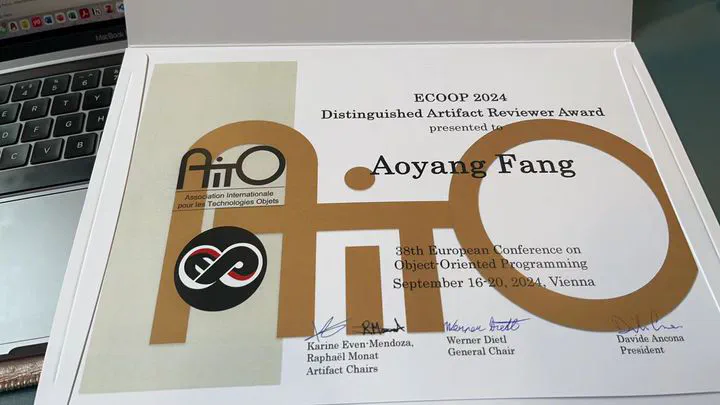 MacBook
ECOOP 2024
Distinguished Artifact Reviewer Award
presented to
Aoyang Fang
AiTO
Association Internationale
pour les Technologies Objets
38th European Conference on
Object-Oriented Programming
September 16-20, 2024, Vienna
Karine Even-Mendoza,
Raphaël Monat
Artifact Chairs
Werner Dietl
General Chair
Davide Ancona
President